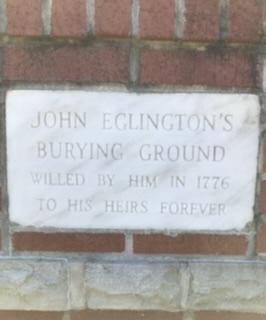 JOHN EGLINGTON'S
BURYING GROUND
WILLED BY HIM IN 1776
TO HIS HEIRS FOREVER